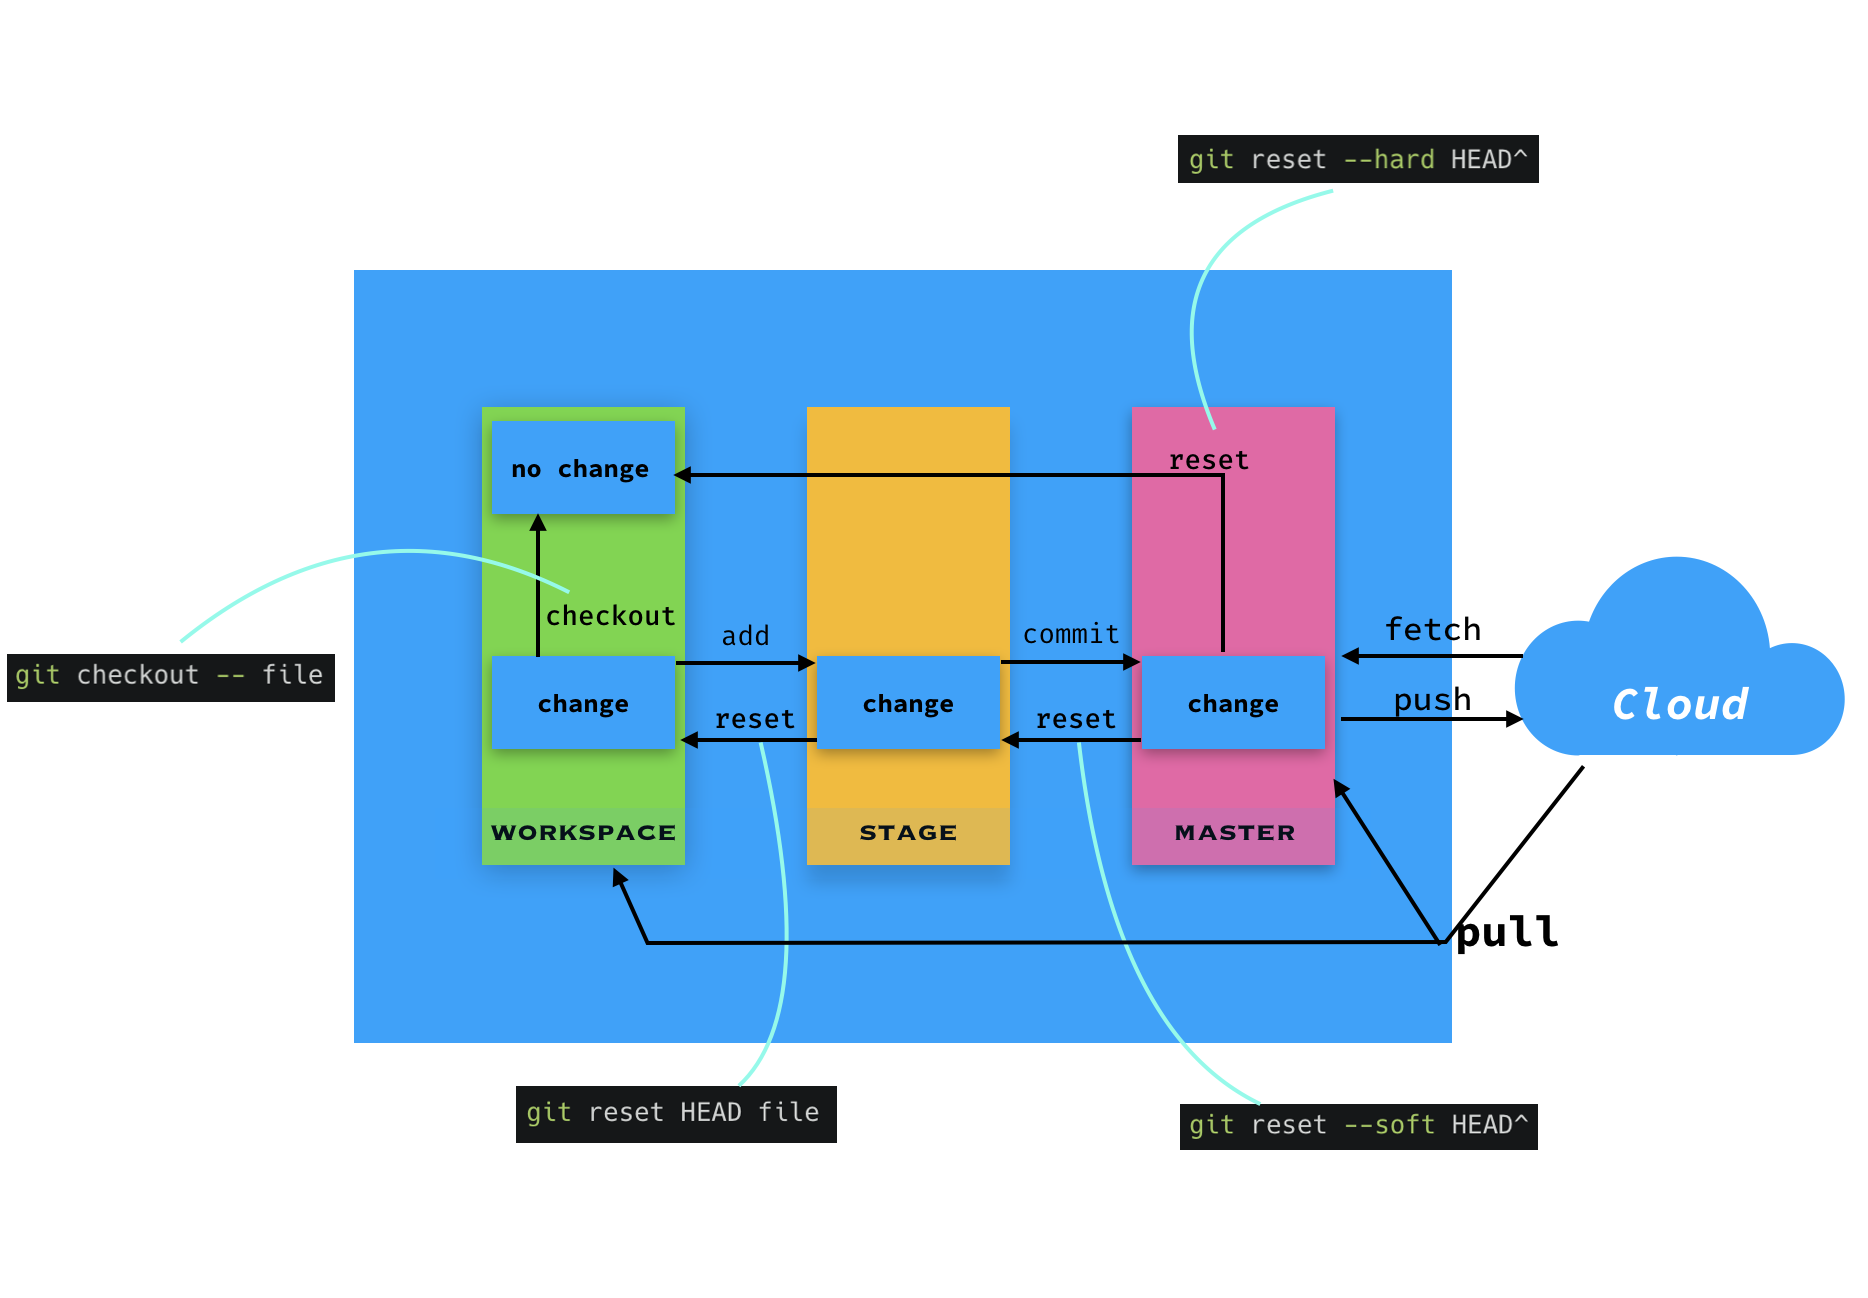 git reset --hard HEAD^
no change
reset
checkout
add
commit
fetch
git checkout -- file
change
reset
change
reset
change
push
Cloud
WORKSPACE
STAGE
MASTER
pull
git reset HEAD file
git reset --soft HEAD^